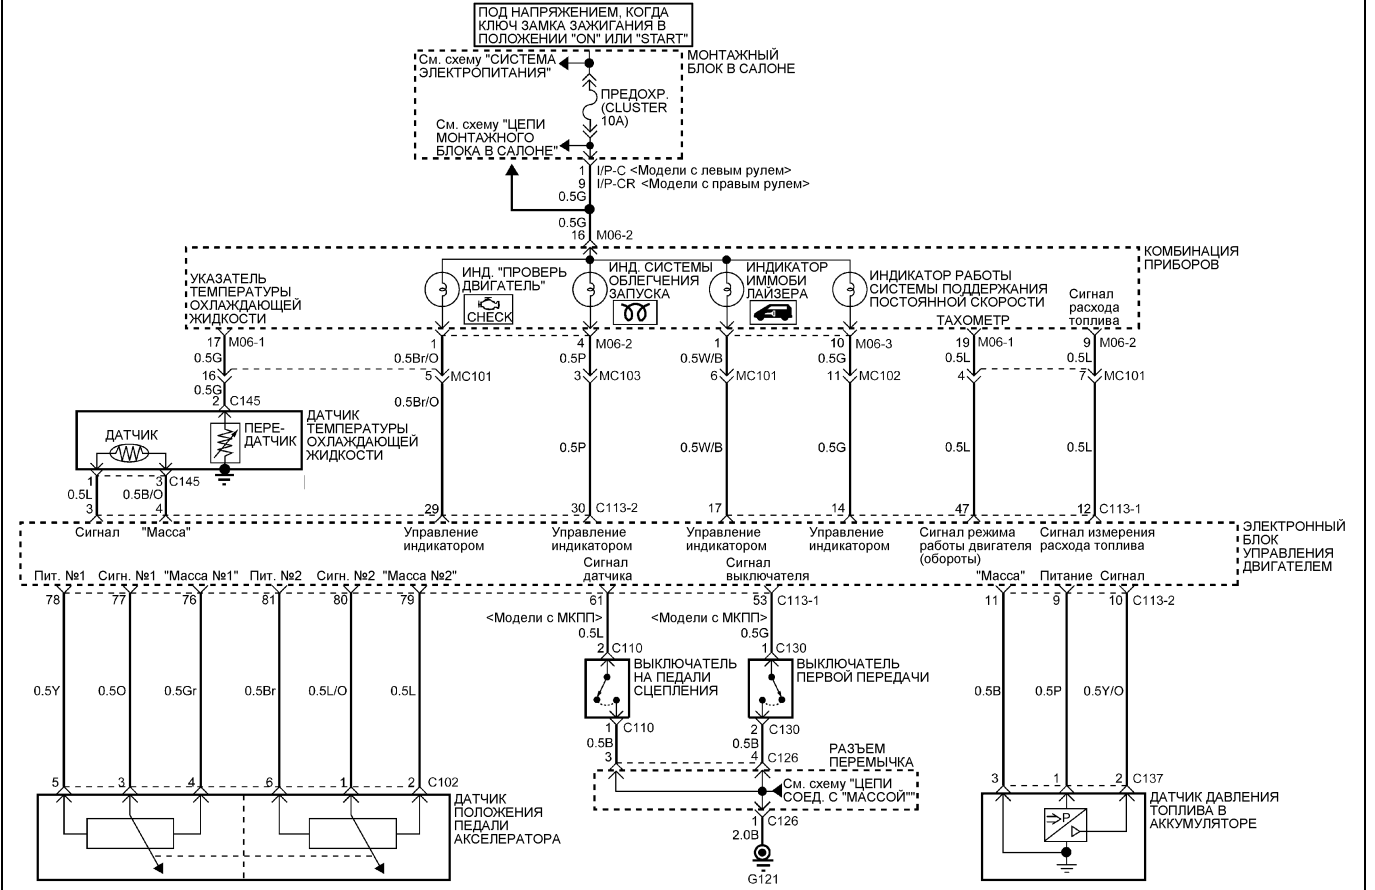 ПОД НАПРЯЖЕНИЕМ, КОГДА
КЛЮЧ ЗАМКА ЗАЖИГАНИЯ В
ПОЛОЖЕНИИ "ON" ИЛИ "START"
МОНТАЖНЫЙ
БЛОК В САЛОНЕ
См. схему "СИСТЕМА
ЭЛЕКТРОПИТАНИЯ"
ПРЕДОХР.
(CLUSTER
10A)
См. схему "ЦЕПИ
МОНТАЖНОГО
БЛОКА В САЛОНЕ"
1 I/P-C <Модели с левым рулем>
9 I/P-CR <Модели с правым рулем>
0.5G
0.5G
16 M06-2
КОМБИНАЦИЯ
ПРИБОРОВ
УКАЗАТЕЛЬ
ТЕМПЕРАТУРЫ
ОХЛАЖДАЮЩЕЙ
ЖИДКОСТИ
ИНД. "ПРОВЕРЬ
ДВИГАТЕЛЬ"
CHECK
ИНД. СИСТЕМЫ
ОБЛЕГЧЕНИЯ
ЗАПУСКА
ИНДИКАТОР
ИММОБИ
ЛАЙЗЕРА
ИНДИКАТОР РАБОТЫ
СИСТЕМЫ ПОДДЕРЖАНИЯ
ПОСТОЯННОЙ СКОРОСТИ
ТАХОМЕТР
Сигнал
расхода
топлива
17 M06-1 1 4 M06-2 1 10 M06-3 19 M06-1 9 M06-2
0.5G 0.5Br/O 0.5P 0.5W/B 0.5G 0.5L 0.5L
16 5 MC101 3 MC103 6 MC101 11 MC102 4 7 MC101
0.5G 0.5Br/O
2 C145
ДАТЧИК
ТЕМПЕРАТУРЫ
ОХЛАЖДАЮЩЕЙ
ЖИДКОСТИ
ДАТЧИК
ПЕРЕ-
ДАТЧИК
0.5P 0.5W/B 0.5G 0.5L 0.5L
1 3 C145
0.5L 0.5B/O
3 4 29 30 C113-2 17 14 47 12 C113-1
ЭЛЕКТРОННЫЙ
БЛОК
УПРАВЛЕНИЯ
ДВИГАТЕЛЕМ
Сигнал "Масса"
Управление
индикатором
Управление
индикатором
Управление
индикатором
Управление
индикатором
Сигнал режима
работы двигателя
(обороты)
Сигнал измерения
расхода топлива
Пит. №1 Сигн. №1 "Масса №1" Пит. №2 Сигн. №2 "Масса №2"
Сигнал
датчика
Сигнал
выключателя
"Масса" Питание Сигнал
78 77 76 81 80 79 61 53 C113-1 11 9 10 C113-2
<Модели с МКПП> <Модели с МКПП>
0.5L 0.5G
2 C110 1 C130
ВЫКЛЮЧАТЕЛЬ
НА ПЕДАЛИ
СЦЕПЛЕНИЯ
ВЫКЛЮЧАТЕЛЬ
ПЕРВОЙ ПЕРЕДАЧИ
0.5Y 0.5O 0.5Gr 0.5Br 0.5L/O 0.5L 0.5B 0.5P 0.5Y/O
1 C110 2 C130
0.5B 0.5B
3 4 C126
РАЗЪЕМ
ПЕРЕМЫЧКА
См. схему "ЦЕПИ
СОЕД. С "МАССОЙ""
5 3 4 6 1 2 C102
3 1 2 C137
ДАТЧИК
ПОЛОЖЕНИЯ
ПЕДАЛИ
АКСЕЛЕРАТОРА
1 C126
2.0B
G121
P
ДАТЧИК ДАВЛЕНИЯ
ТОПЛИВА В
АККУМУЛЯТОРЕ